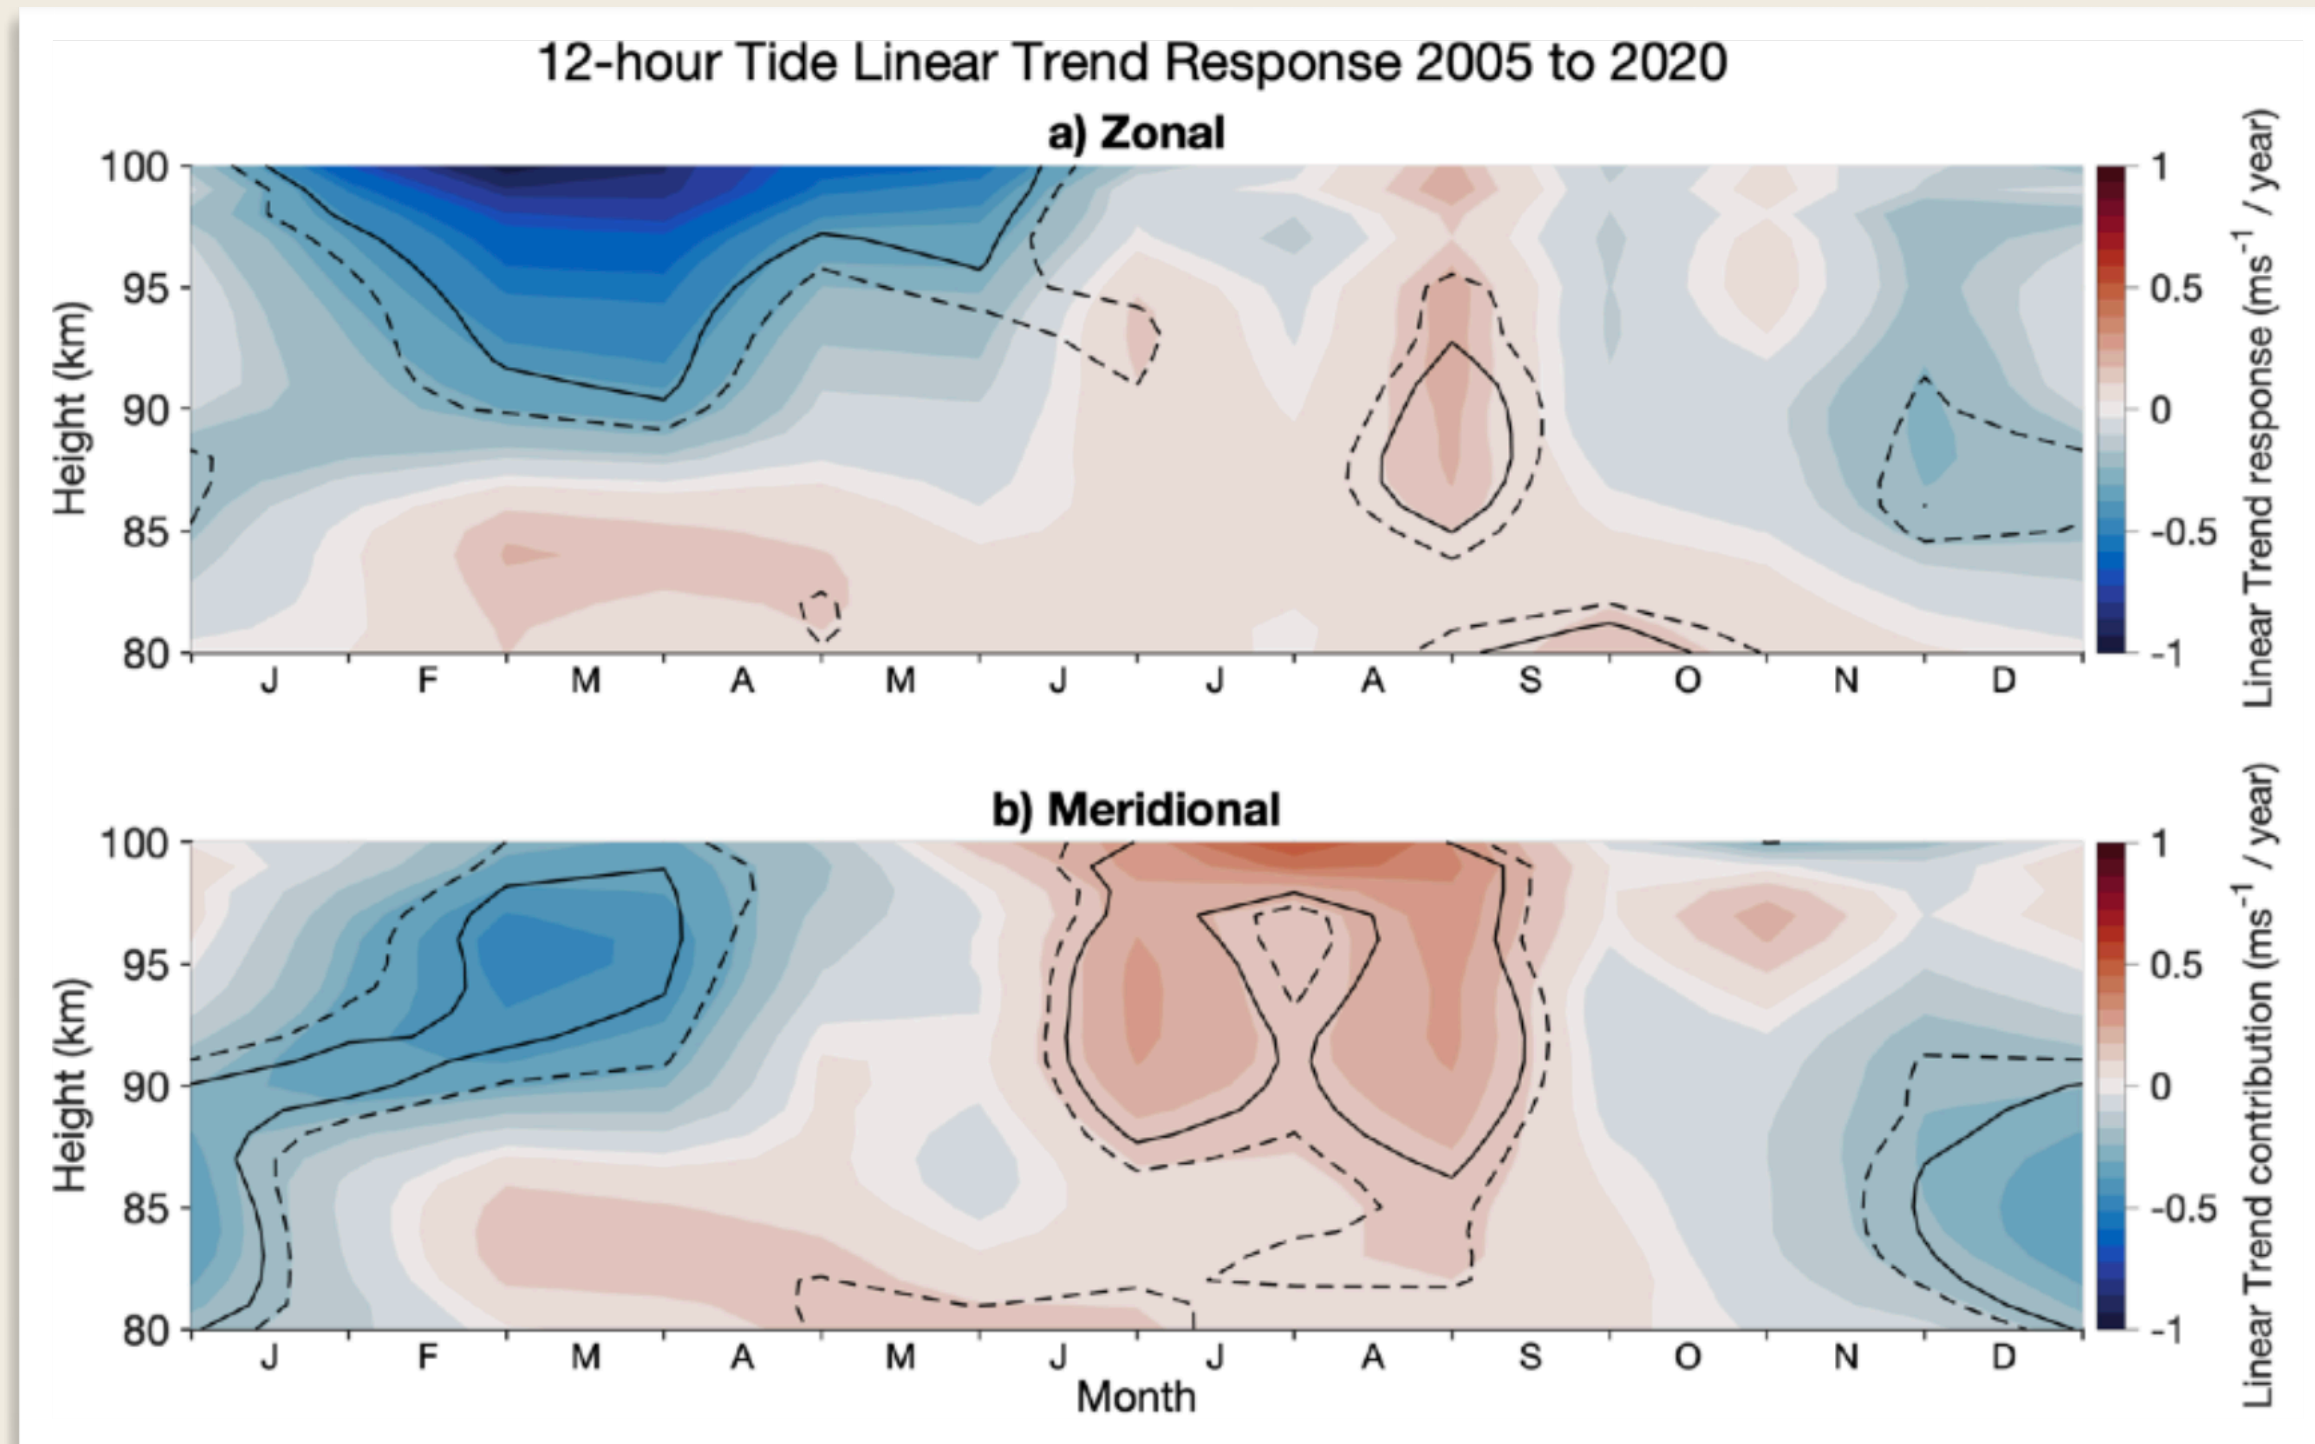 12-hour Tide Linear Trend Response 2005 to 2020
a) Zonal
Height (km)
100
95
90
85
80
J F M A M J J A S O N D
1
0.5
0
-0.5
-1
Linear Trend response (ms⁻¹ / year)
b) Meridional
Height (km)
100
95
90
85
80
J F M A M J J A S O N D
Month
1
0.5
0
-0.5
-1
Linear Trend contribution (ms⁻¹ / year)